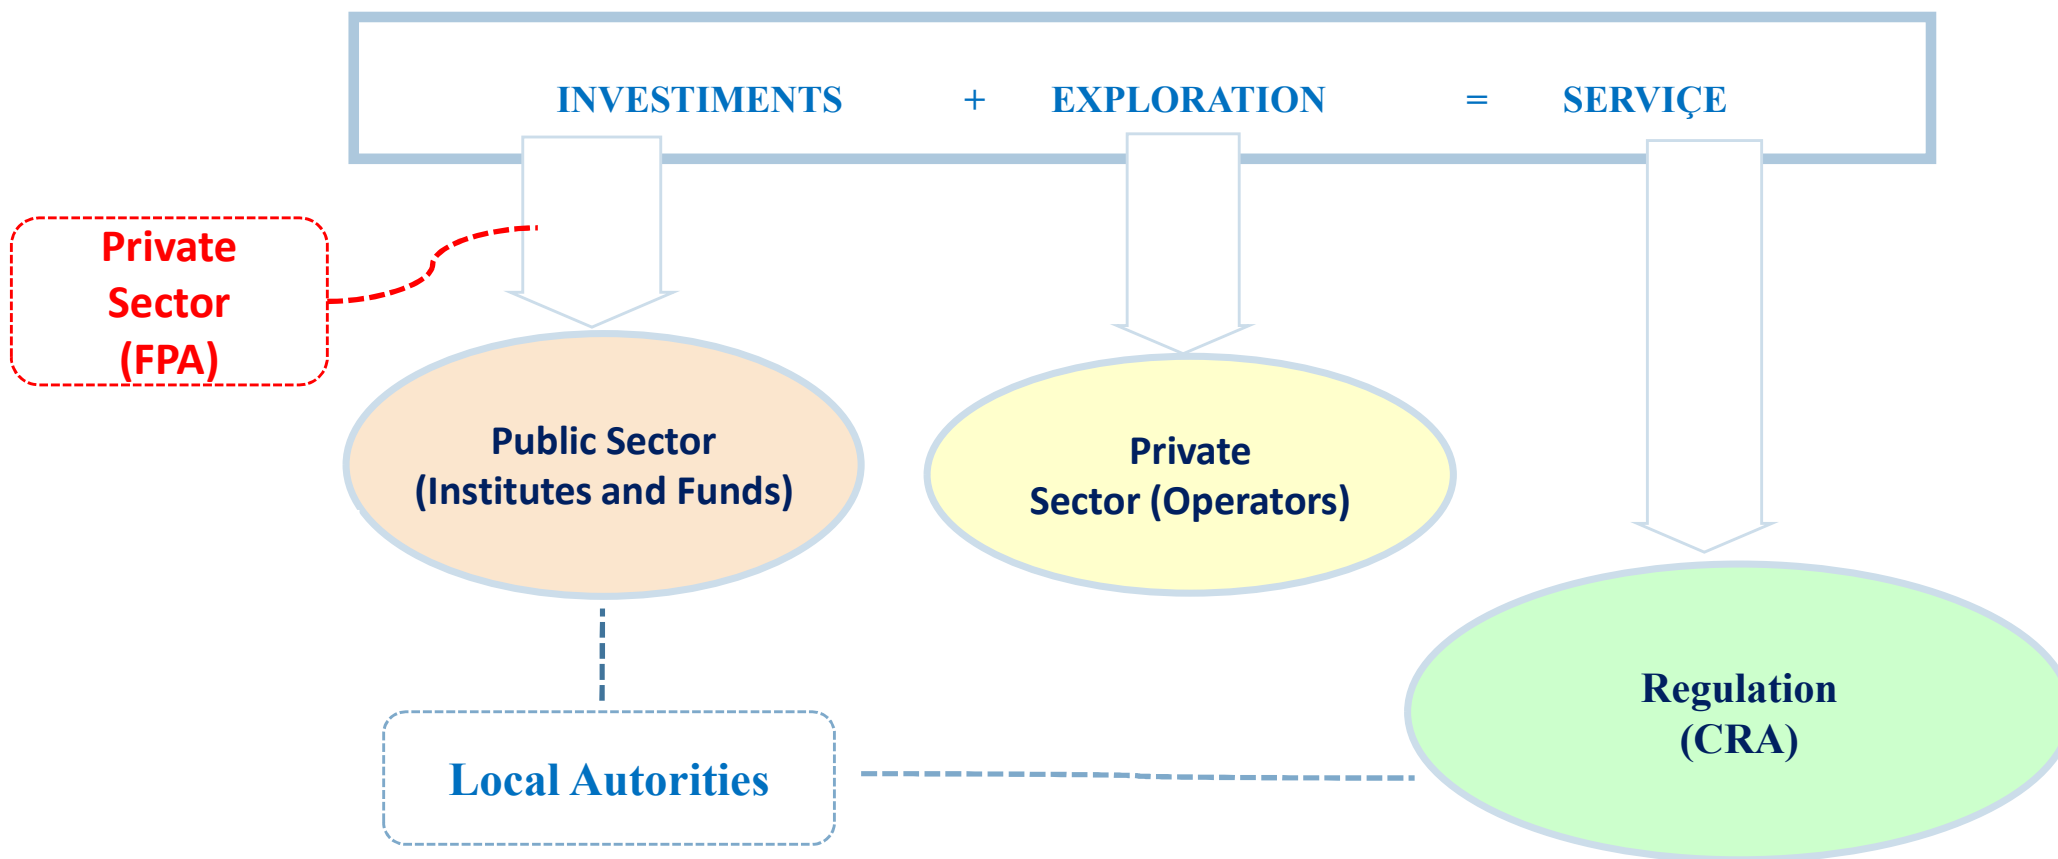 INVESTIMENTS + EXPLORATION = SERVIÇE
Private
Sector
(FPA)
Public Sector
(Institutes and Funds)
Private
Sector (Operators)
Regulation
(CRA)
Local Autorities